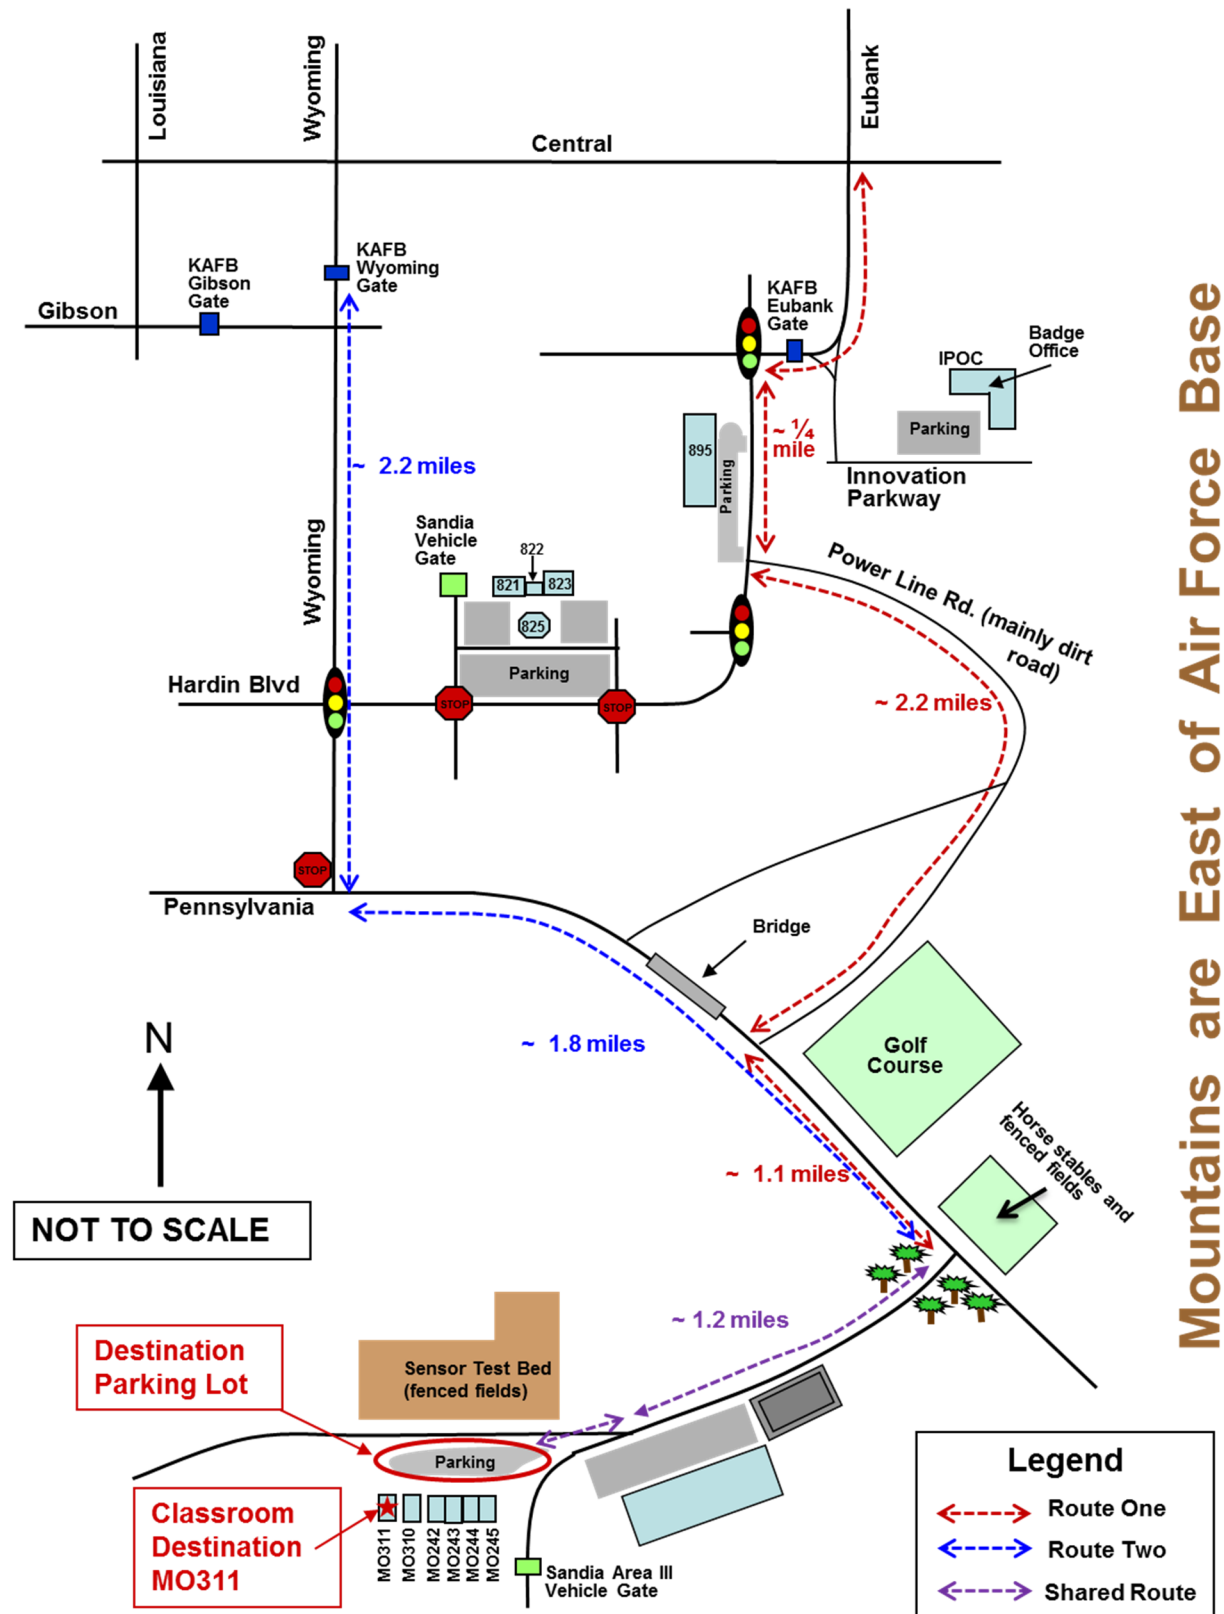 Louisiana
Wyoming
Eubank
Central
KAFB
Wyoming
Gate
KAFB
Gibson
Gate
Gibson
KAFB
Eubank
Gate
Badge
Office
IPOC
Parking
Innovation
Parkway
895
Parking
~ ¼
mile
~ 2.2 miles
Wyoming
Sandia
Vehicle
Gate
822
821
823
825
Parking
Power Line Rd. (mainly dirt
road)
~ 2.2 miles
Hardin Blvd
STOP
STOP
STOP
Pennsylvania
Bridge
~ 1.8 miles
Golf
Course
N
NOT TO SCALE
Horse stables and
fenced fields
~ 1.1 miles
~ 1.2 miles
Mountains are East of Air Force Base
Sensor Test Bed
(fenced fields)
Destination
Parking Lot
Parking
Classroom
Destination
MO311
MO311
MO310
MO242
MO243
MO244
MO245
Sandia Area III
Vehicle Gate
Legend
Route One
Route Two
Shared Route